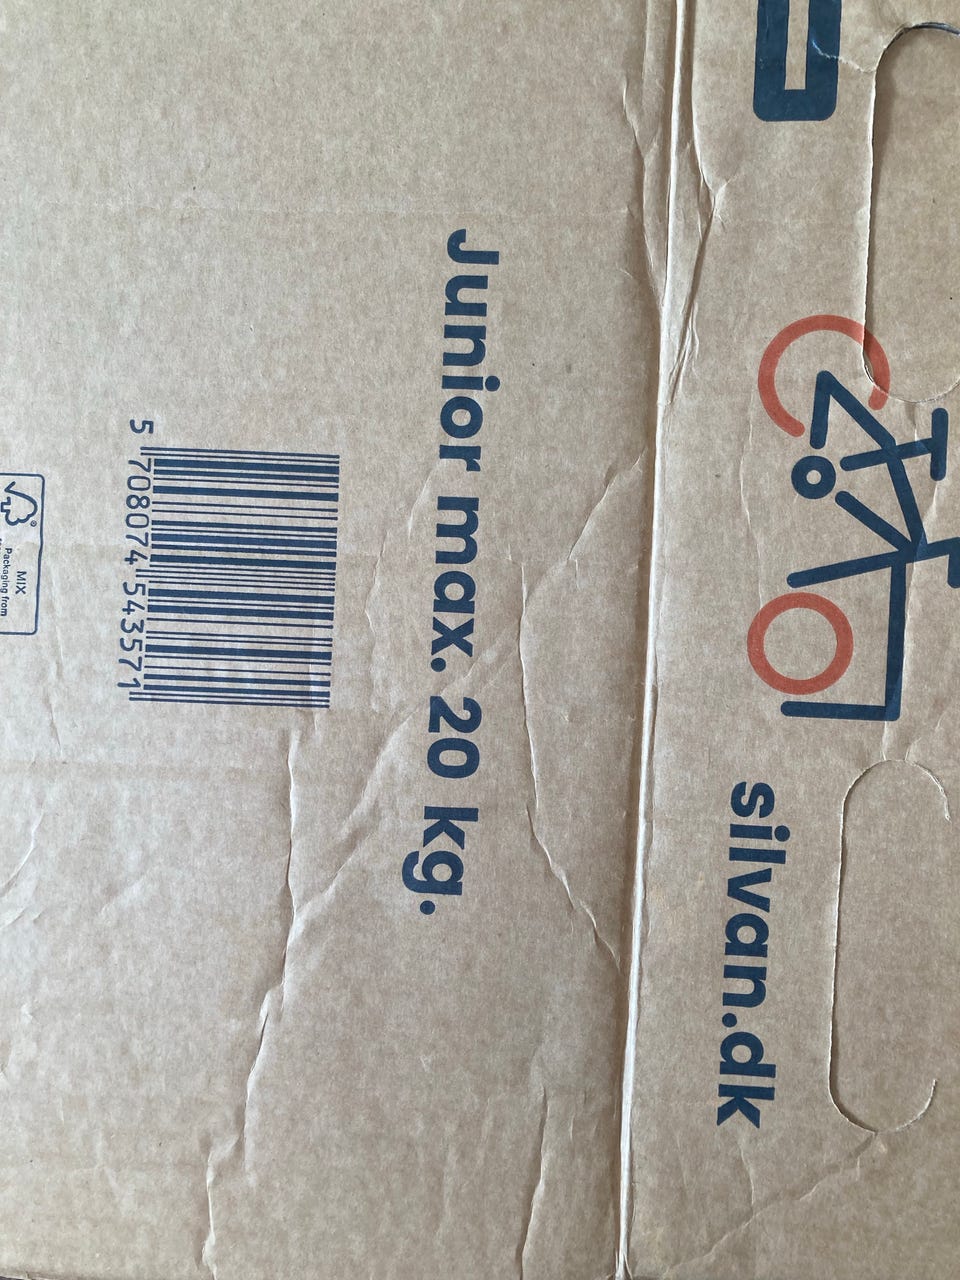 silvan.dk
Junior max. 20 kg.
5 708074 543571
®
MIX
Packaging from